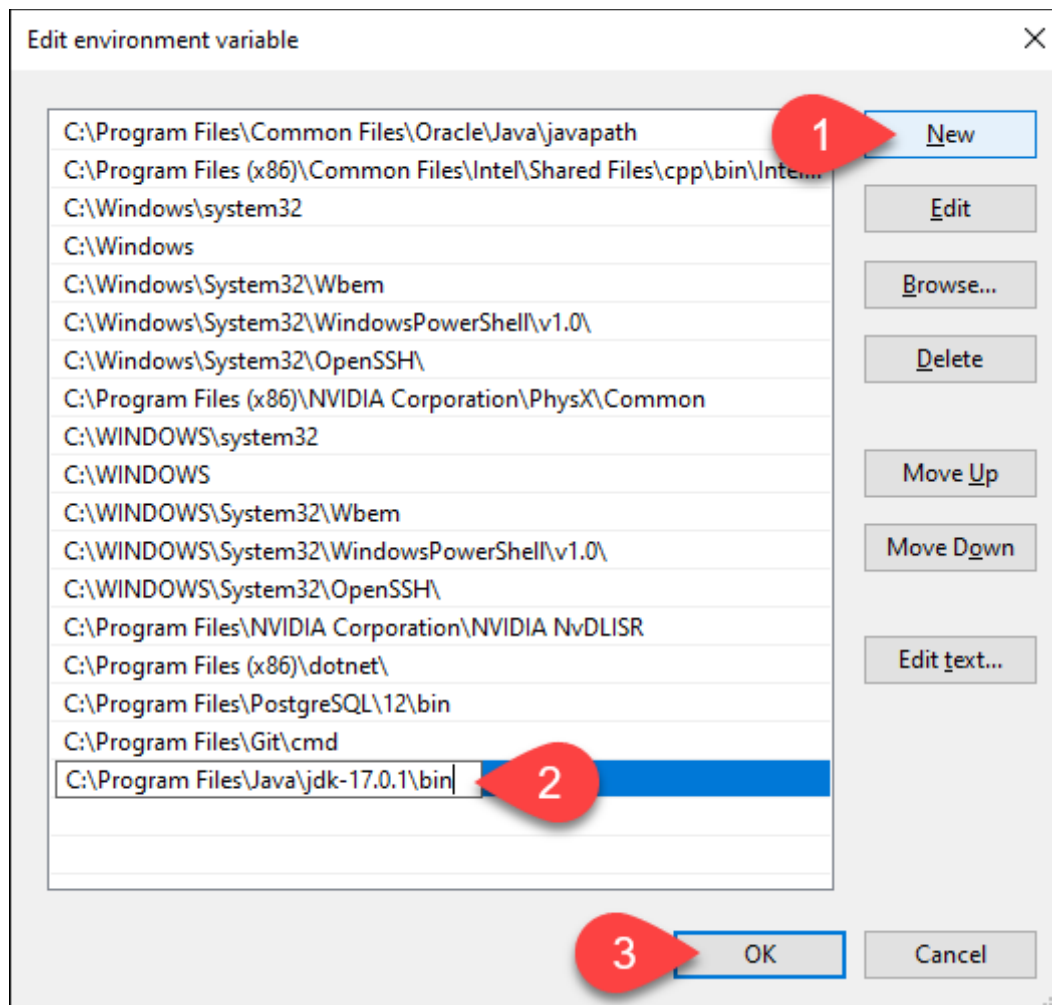 Edit environment variable
C:\Program Files\Common Files\Oracle\Java\javapath
1
New
C:\Program Files (x86)\Common Files\Intel\Shared Files\cpp\bin\Intel...
C:\Windows\system32
Edit
C:\Windows
C:\Windows\System32\Wbem
Browse...
C:\Windows\System32\WindowsPowerShell\v1.0\
C:\Windows\System32\OpenSSH\
Delete
C:\Program Files (x86)\NVIDIA Corporation\PhysX\Common
C:\WINDOWS\system32
C:\WINDOWS
Move Up
C:\WINDOWS\System32\Wbem
C:\WINDOWS\System32\WindowsPowerShell\v1.0\
Move Down
C:\WINDOWS\System32\OpenSSH\
C:\Program Files\NVIDIA Corporation\NVIDIA NvDLISR
C:\Program Files (x86)\dotnet\
Edit text...
C:\Program Files\PostgreSQL\12\bin
C:\Program Files\Git\cmd
C:\Program Files\Java\jdk-17.0.1\bin
2
3
OK
Cancel